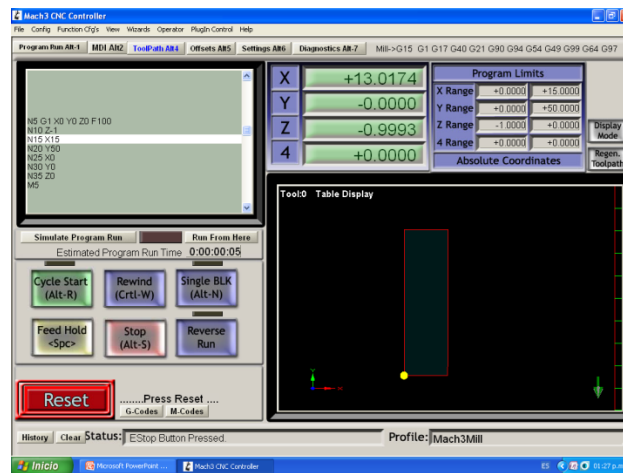 Mach3 CNC Controller
File Config Function Cfg's View Wizards Operator PlugIn Control Help
Program Run Alt-1 MDI Alt2 ToolPath Alt4 Offsets Alt5 Settings Alt6 Diagnostics Alt-7 Mill->G15 G1 G17 G40 G21 G90 G94 G54 G49 G99 G64 G97
N5 G1 X0 Y0 Z0 F100
N10 Z-1
N15 X15
N20 Y50
N25 X0
N30 Y0
N35 Z0
M5
X +13.0174
Y -0.0000
Z -0.9993
4 +0.0000
Program Limits
X Range +0.0000 +15.0000
Y Range +0.0000 +50.0000
Z Range -1.0000 +0.0000
4 Range +0.0000 +0.0000
Absolute Coordinates
Display
Mode
Regen.
Toolpath
Tool:0 Table Display
Y
Simulate Program Run Run From Here
Estimated Program Run Time 0:00:00:05
Cycle Start
(Alt-R)
Rewind
(Crtl-W)
Single BLK
(Alt-N)
Feed Hold
<Spc>
Stop
(Alt-S)
Reverse
Run
Reset
........Press Reset ....
G-Codes M-Codes
History Clear Status: EStop Button Pressed. Profile: Mach3Mill
Inicio Microsoft PowerPoint ... Mach3 CNC Controller ES 01:27 p.m.